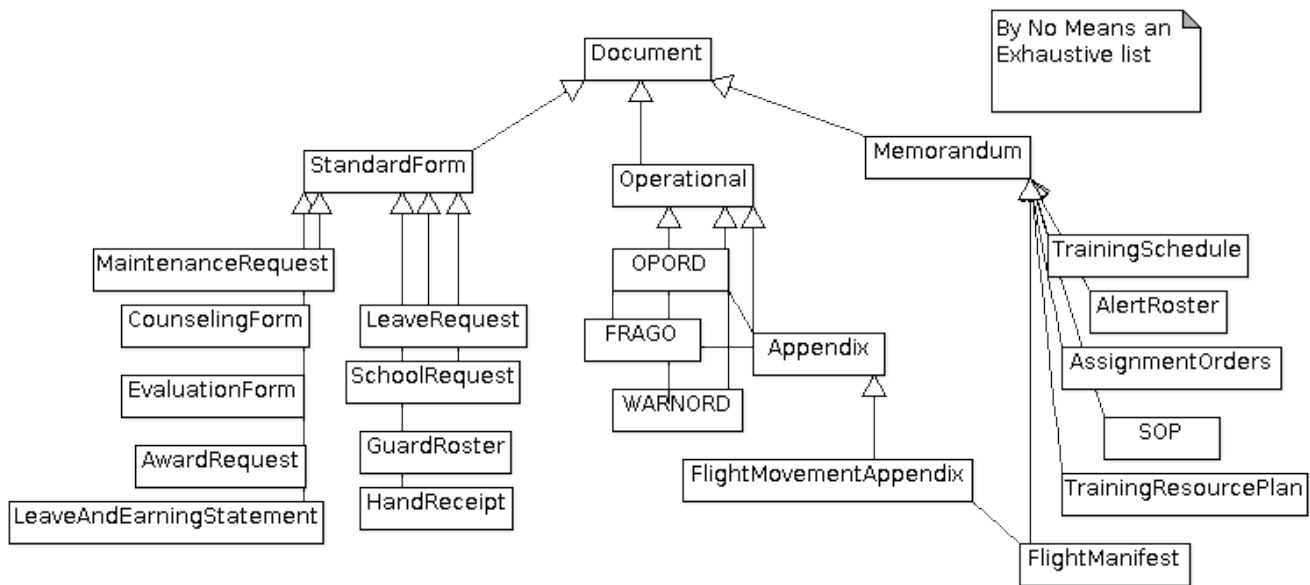 By No Means an
Exhaustive list
Document
StandardForm
Operational
Memorandum
MaintenanceRequest
CounselingForm
EvaluationForm
AwardRequest
LeaveAndEarningStatement
LeaveRequest
SchoolRequest
GuardRoster
HandReceipt
OPORD
FRAGO
WARNORD
Appendix
FlightMovementAppendix
TrainingSchedule
AlertRoster
AssignmentOrders
SOP
TrainingResourcePlan
FlightManifest